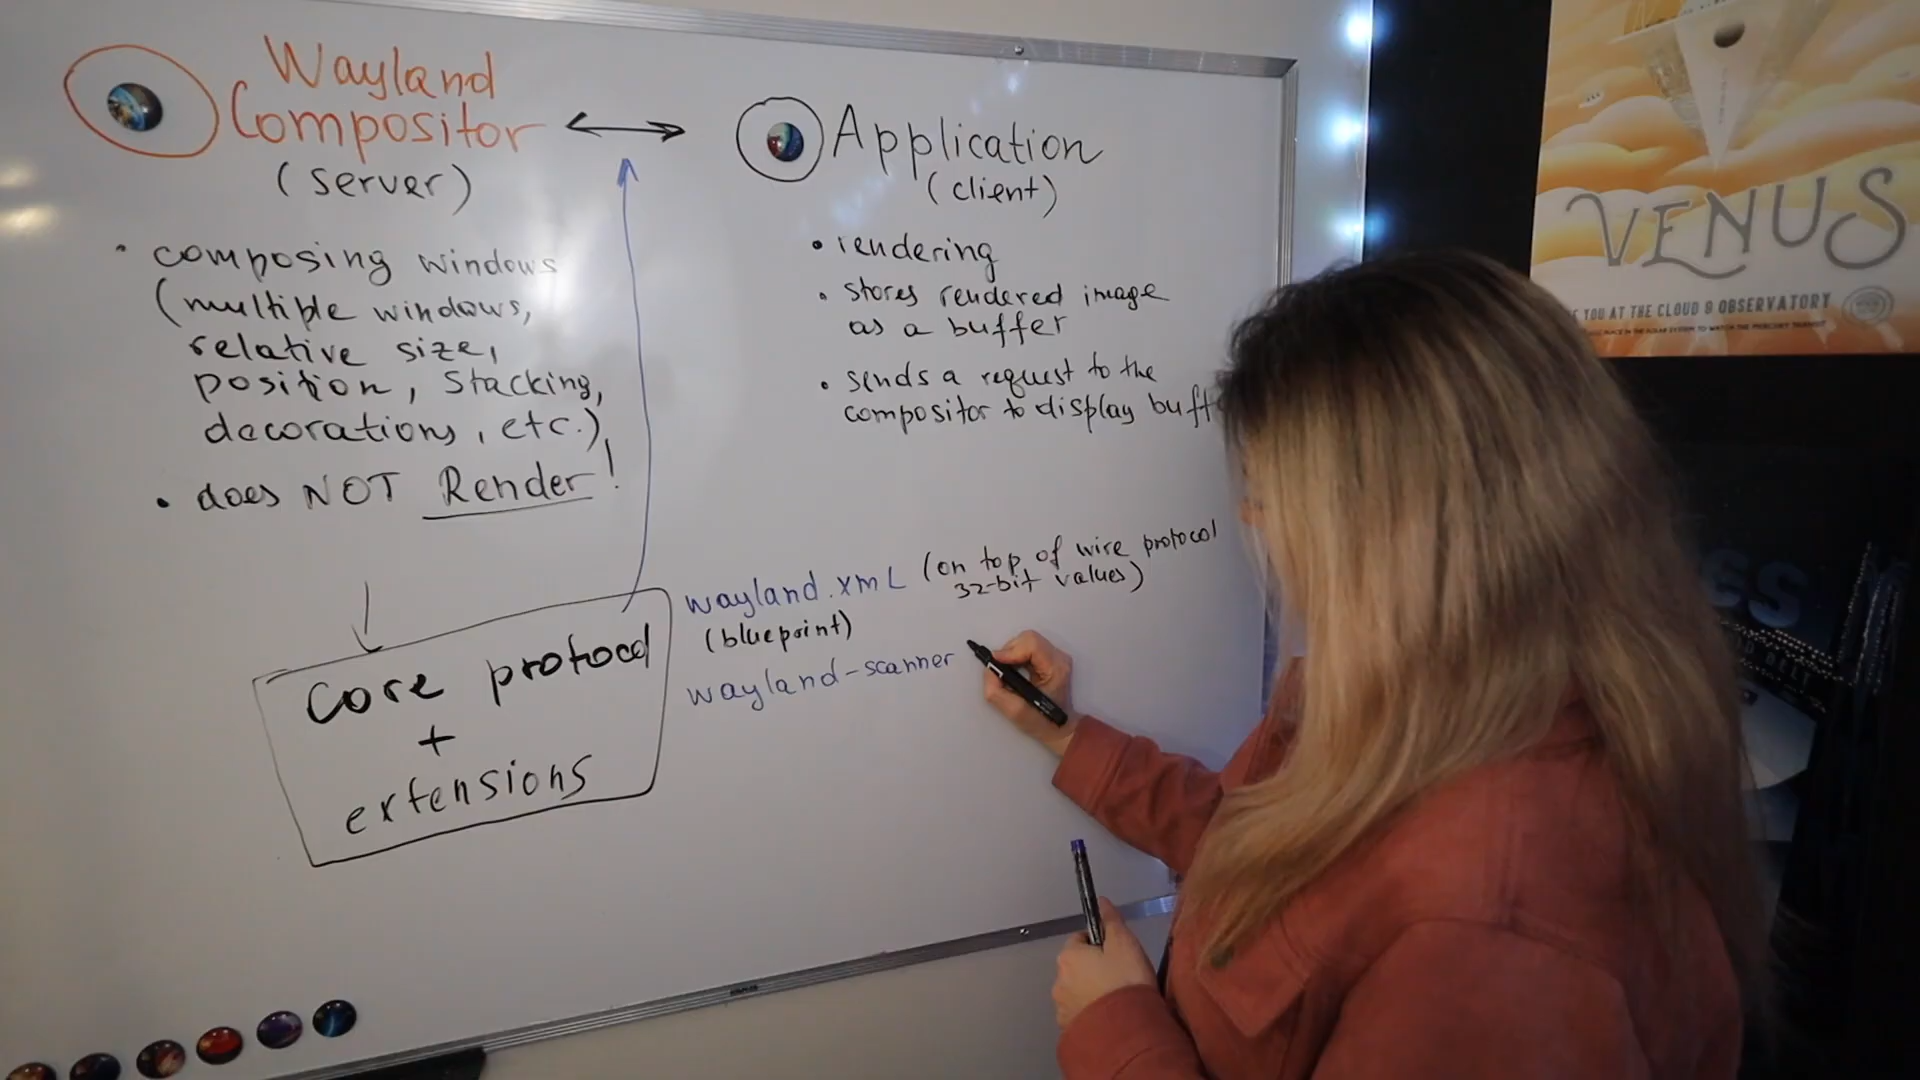 Wayland
Compositor
(server)
• composing windows
(multiple windows,
relative size,
position, stacking,
decorations, etc.)
• does NOT Render!
Application
(client)
• rendering
• stores rendered image
as a buffer
• sends a request to the
compositor to display buff
core protocol
+
extensions
wayland.xml (on top of wire protocol
32-bit values)
(blueprint)
wayland-scanner
VENUS
YOU AT THE CLOUD 9 OBSERVATORY